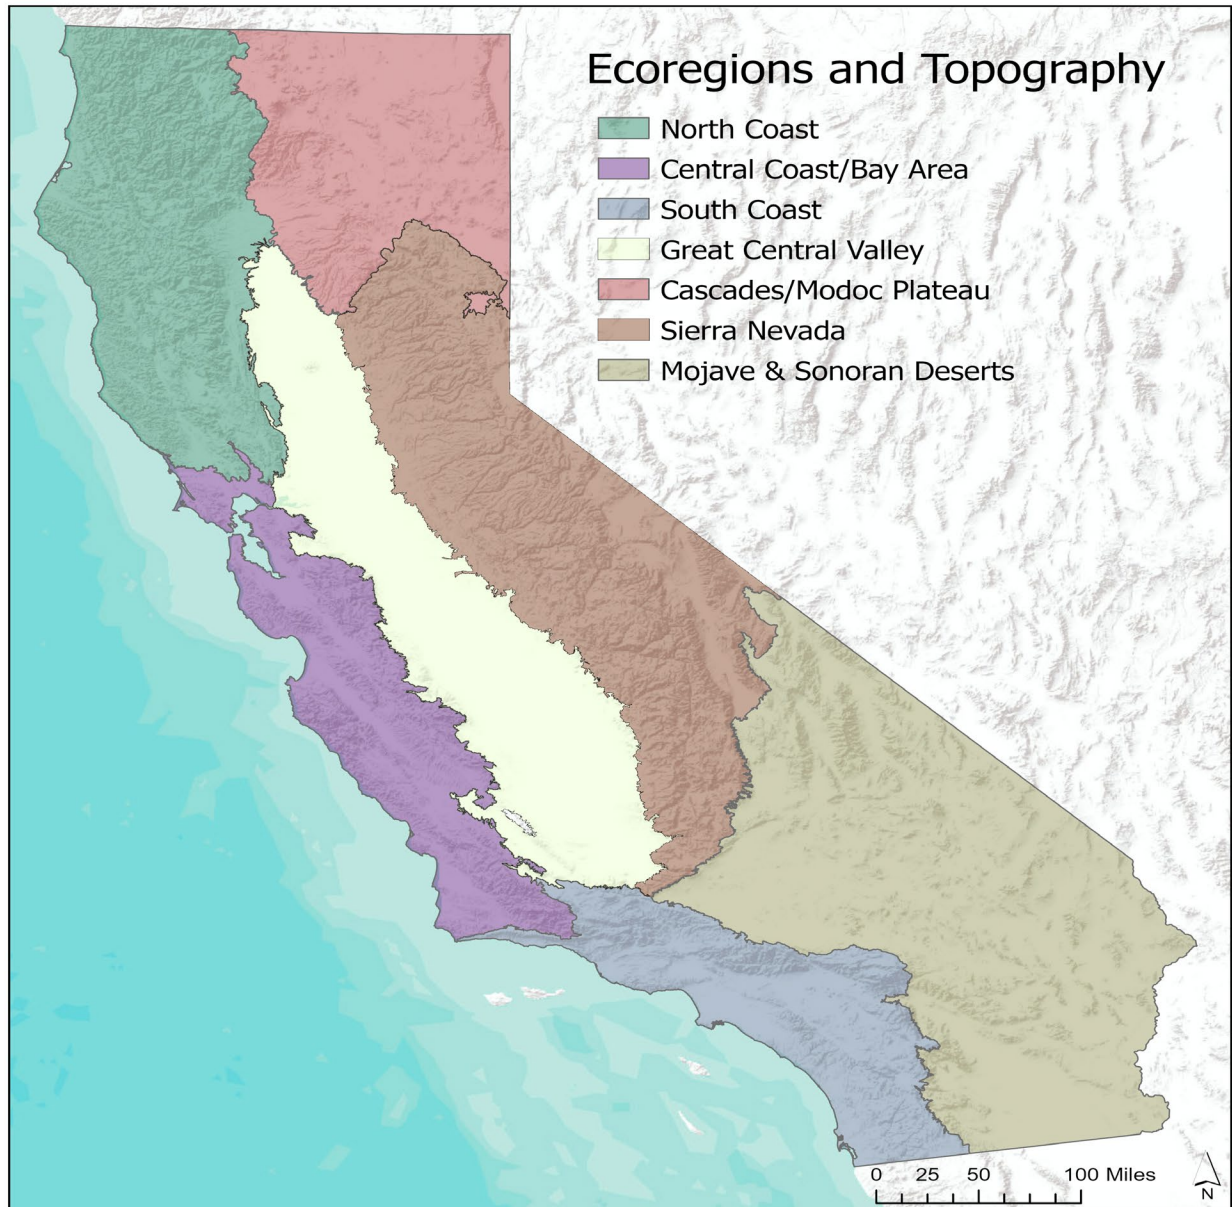 Ecoregions and Topography
North Coast
Central Coast/Bay Area
South Coast
Great Central Valley
Cascades/Modoc Plateau
Sierra Nevada
Mojave & Sonoran Deserts
0 25 50 100 Miles
N